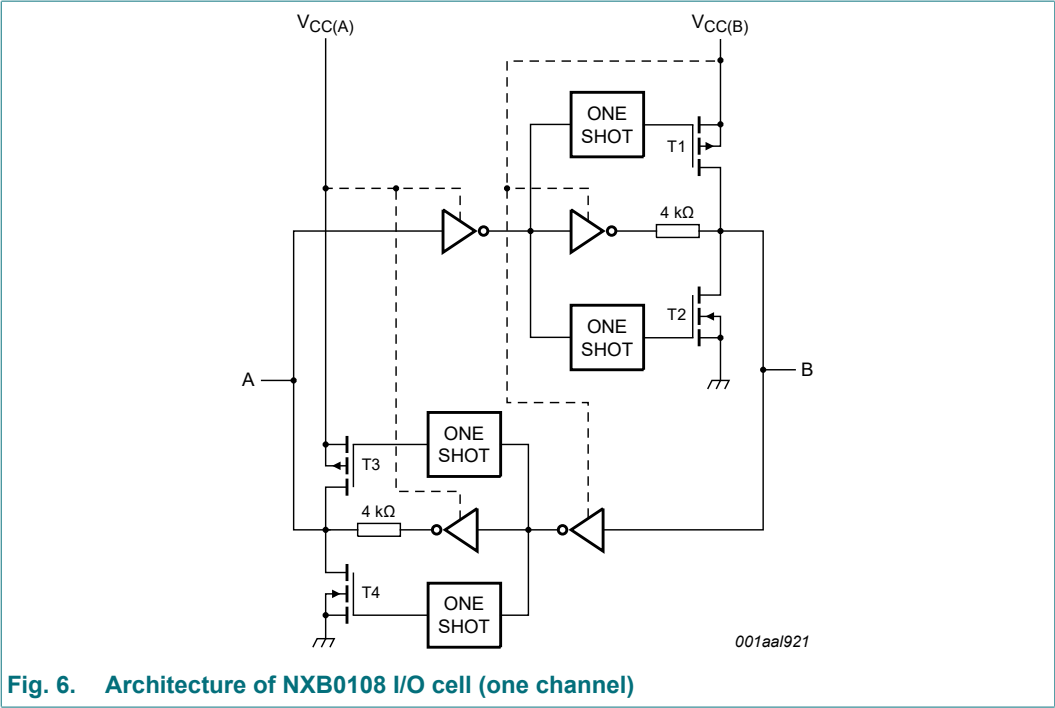 VCC(A)
VCC(B)
ONE
SHOT
T1
4 kΩ
ONE
SHOT
T2
A
B
ONE
SHOT
T3
4 kΩ
T4
ONE
SHOT
001aal921
Fig. 6. Architecture of NXB0108 I/O cell (one channel)